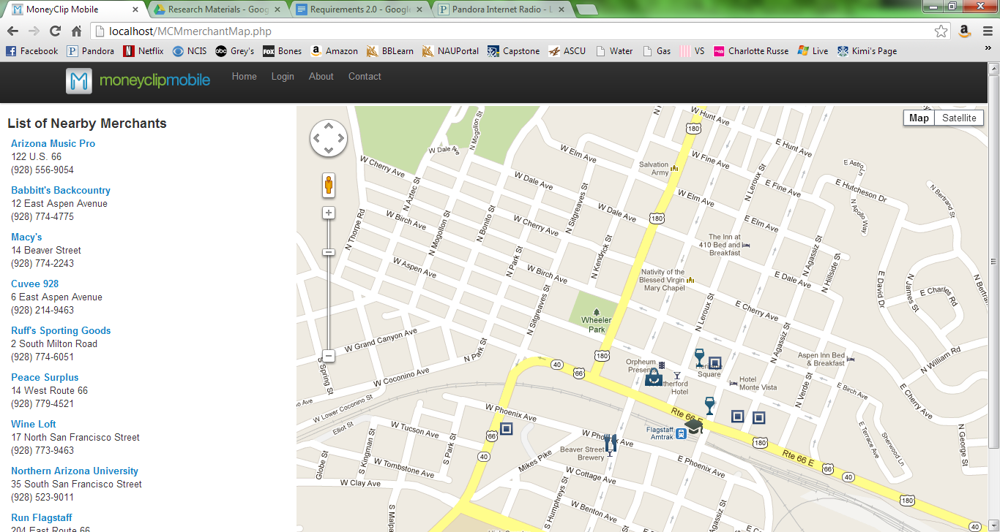 MoneyClip Mobile
Research Materials - Goog
Requirements 2.0 - Google
Pandora Internet Radio - L
localhost/MCMmerchantMap.php
Facebook Pandora Netflix NCIS Grey's Bones Amazon BBLearn NAUPortal Capstone ASCU Water Gas VS Charlotte Russe Live Kimi's Page »
moneyclipmobile
Home Login About Contact
List of Nearby Merchants
Arizona Music Pro
122 U.S. 66
(928) 556-9054
Babbitt's Backcountry
12 East Aspen Avenue
(928) 774-4775
Macy's
14 Beaver Street
(928) 774-2243
Cuvee 928
6 East Aspen Avenue
(928) 214-9463
Ruff's Sporting Goods
2 South Milton Road
(928) 774-6051
Peace Surplus
14 West Route 66
(928) 779-4521
Wine Loft
17 North San Francisco Street
(928) 773-9463
Northern Arizona University
35 South San Francisco Street
(928) 523-9011
Run Flagstaff
204 East Route 66
Map Satellite
W Hunt Ave
180
E Hunt Ave
N Mogollon St
W Dale Ave
W Elm Ave
W Fine Ave
Salvation
Army
W Cherry Ave
N Aztec St
W Dale Ave
N Sitgreaves St
N Leroux St
E Fine Ave
E Astro
E Hutcheson Dr
N Bertrand St
W Elm Ave
N Apollo Way
N Thorpe Rd
W Birch Ave
N Mogollon St
N Bonito St
W Cherry Ave
W Dale Ave
180
E Elm Ave
The Inn at
410 Bed and
Breakfast
N Kendrick St
N Park St
N Agassiz St
N Hillside St
W Aspen Ave
W Birch Ave
Nativity of the
Blessed Virgin
Mary Chapel
E Dale Ave
E David Dr
N James St
E Charles Rd
N Sitgreaves St
Wheeler
Park
N Leroux St
E Cherry Ave
N Agassiz St
W Grand Canyon Ave
N Park St
180
40
66
Orpheum
Aspen Inn Bed
& Breakfast
N William Rd
S Spring St
W Coconino Ave
Square
Hotel
Hotel
Monte Vista
N Verde St
E Birch Ave
E Cherry Ave
W Lower Coconino St
Elliot St
W Phoenix Ave
Rte 66 E
Flagstaff
Amtrak
W Tucson Ave
66
40
Beaver Street
Brewery
180
Rte 66 E
66
40
E Terrace Ave
Sherwood Ln
N George St
Globe St
S Kingman St
S Park St
W Tombstone Ave
Mikes Pike
E Phoenix Ave
W Cottage Ave
W Clay Ave
S Humphreys St
W Benton Ave
S Agassiz St
180
40